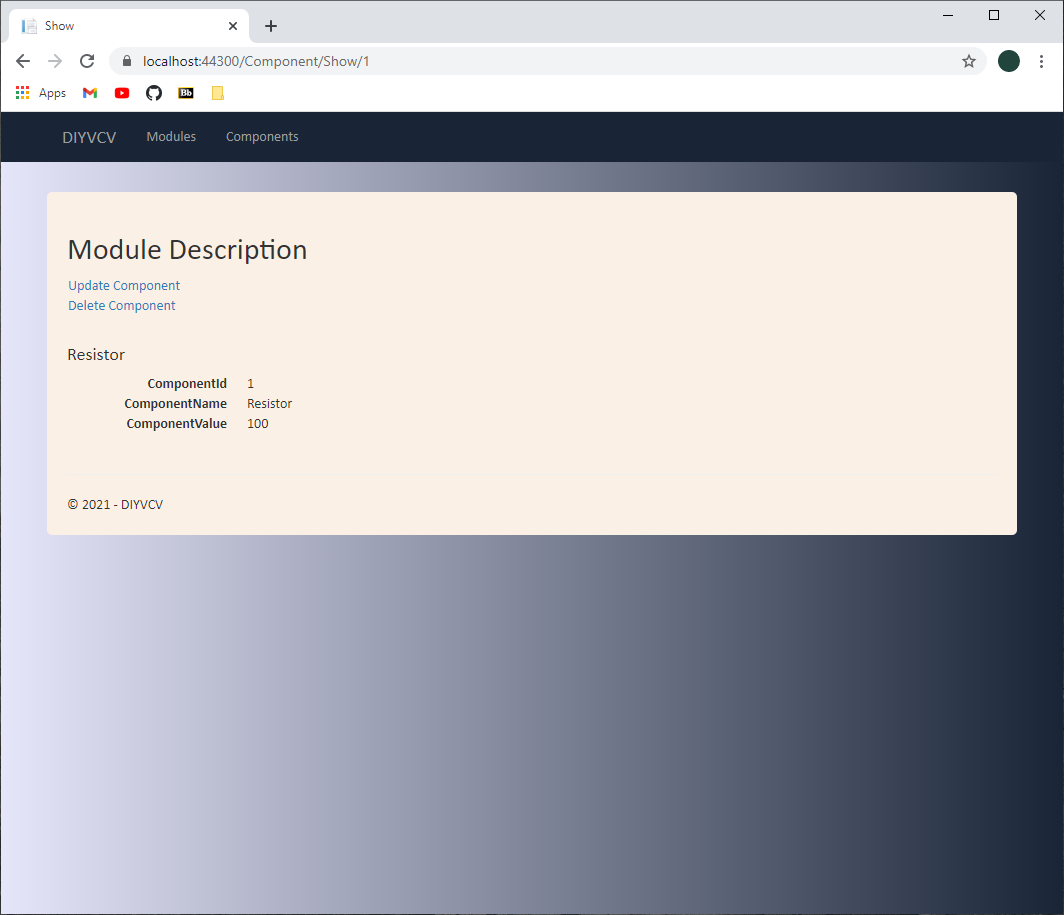 Show
localhost:44300/Component/Show/1
Apps Bb
DIYVCV Modules Components
Module Description
Update Component
Delete Component
Resistor
ComponentId 1
ComponentName Resistor
ComponentValue 100
© 2021 - DIYVCV